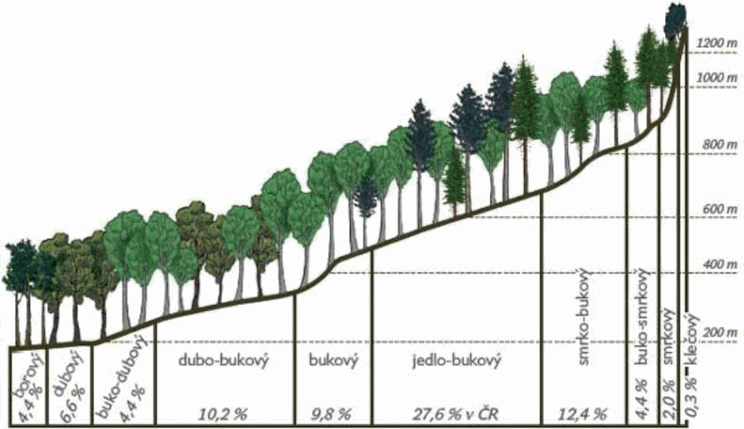 1200 m
1000 m
800 m
600 m
400 m
200 m
borový
4,4 %
dubový
6,6 %
buko-dubový
4,4 %
dubo-bukový
10,2 %
bukový
9,8 %
jedlo-bukový
27,6 % v ČR
smrko-bukový
12,4 %
buko-smrkový
4,4 %
smrkový
2,0 %
klečový
0,3 %